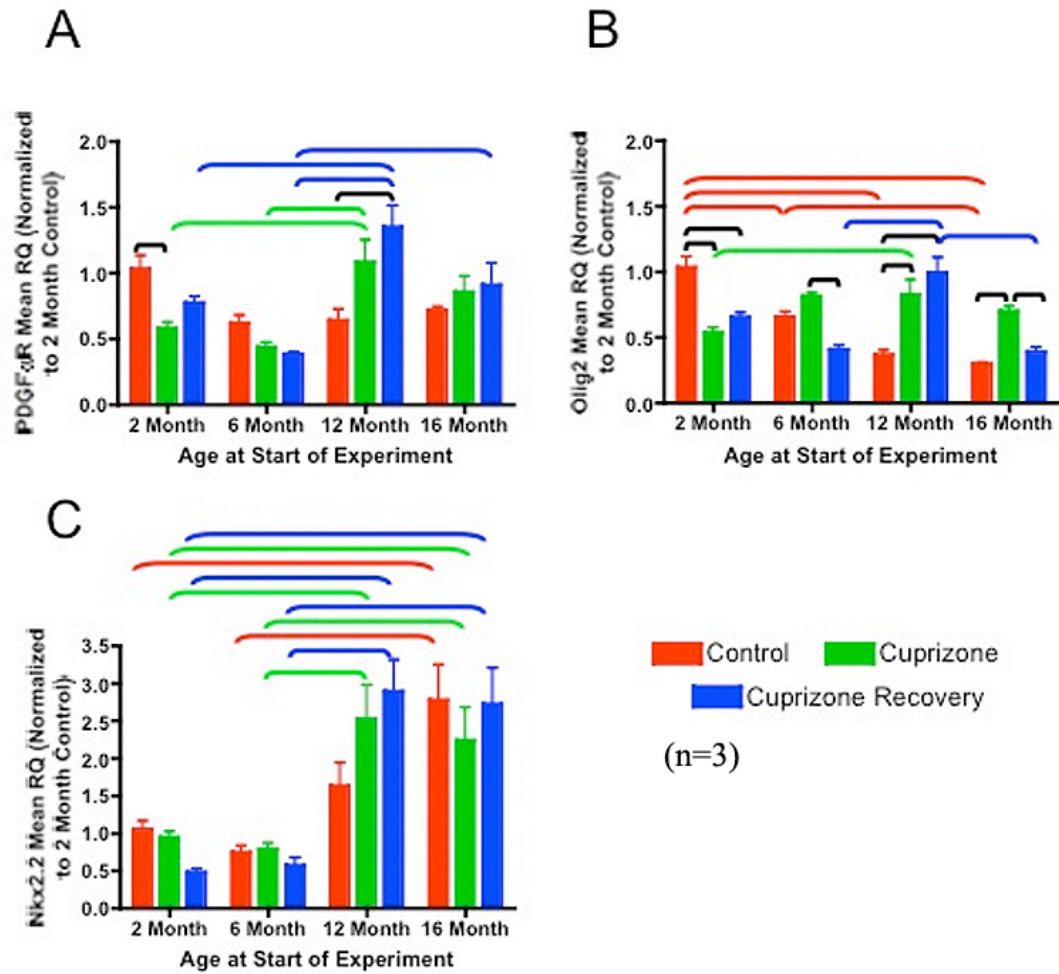 A
PDGFαR Mean RQ (Normalized
to 2 Month Control)
2.0
1.5
1.0
0.5
0.0
2 Month 6 Month 12 Month 16 Month
Age at Start of Experiment
B
Olig2 Mean RQ (Normalized
to 2 Month Control)
2.0
1.5
1.0
0.5
0.0
2 Month 6 Month 12 Month 16 Month
Age at Start of Experiment
C
Nkx2.2 Mean RQ (Normalized
to 2 Month Control)
3.5
3.0
2.5
2.0
1.5
1.0
0.5
0.0
2 Month 6 Month 12 Month 16 Month
Age at Start of Experiment
Control Cuprizone
Cuprizone Recovery
(n=3)